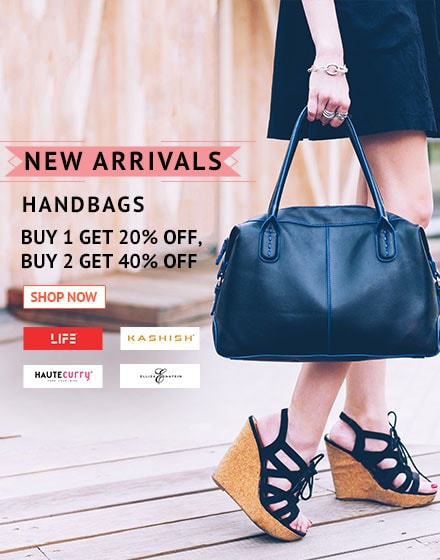 NEW ARRIVALS
HANDBAGS
BUY 1 GET 20% OFF,
BUY 2 GET 40% OFF
SHOP NOW
LIFE
KASHISH
HAUTECURRY